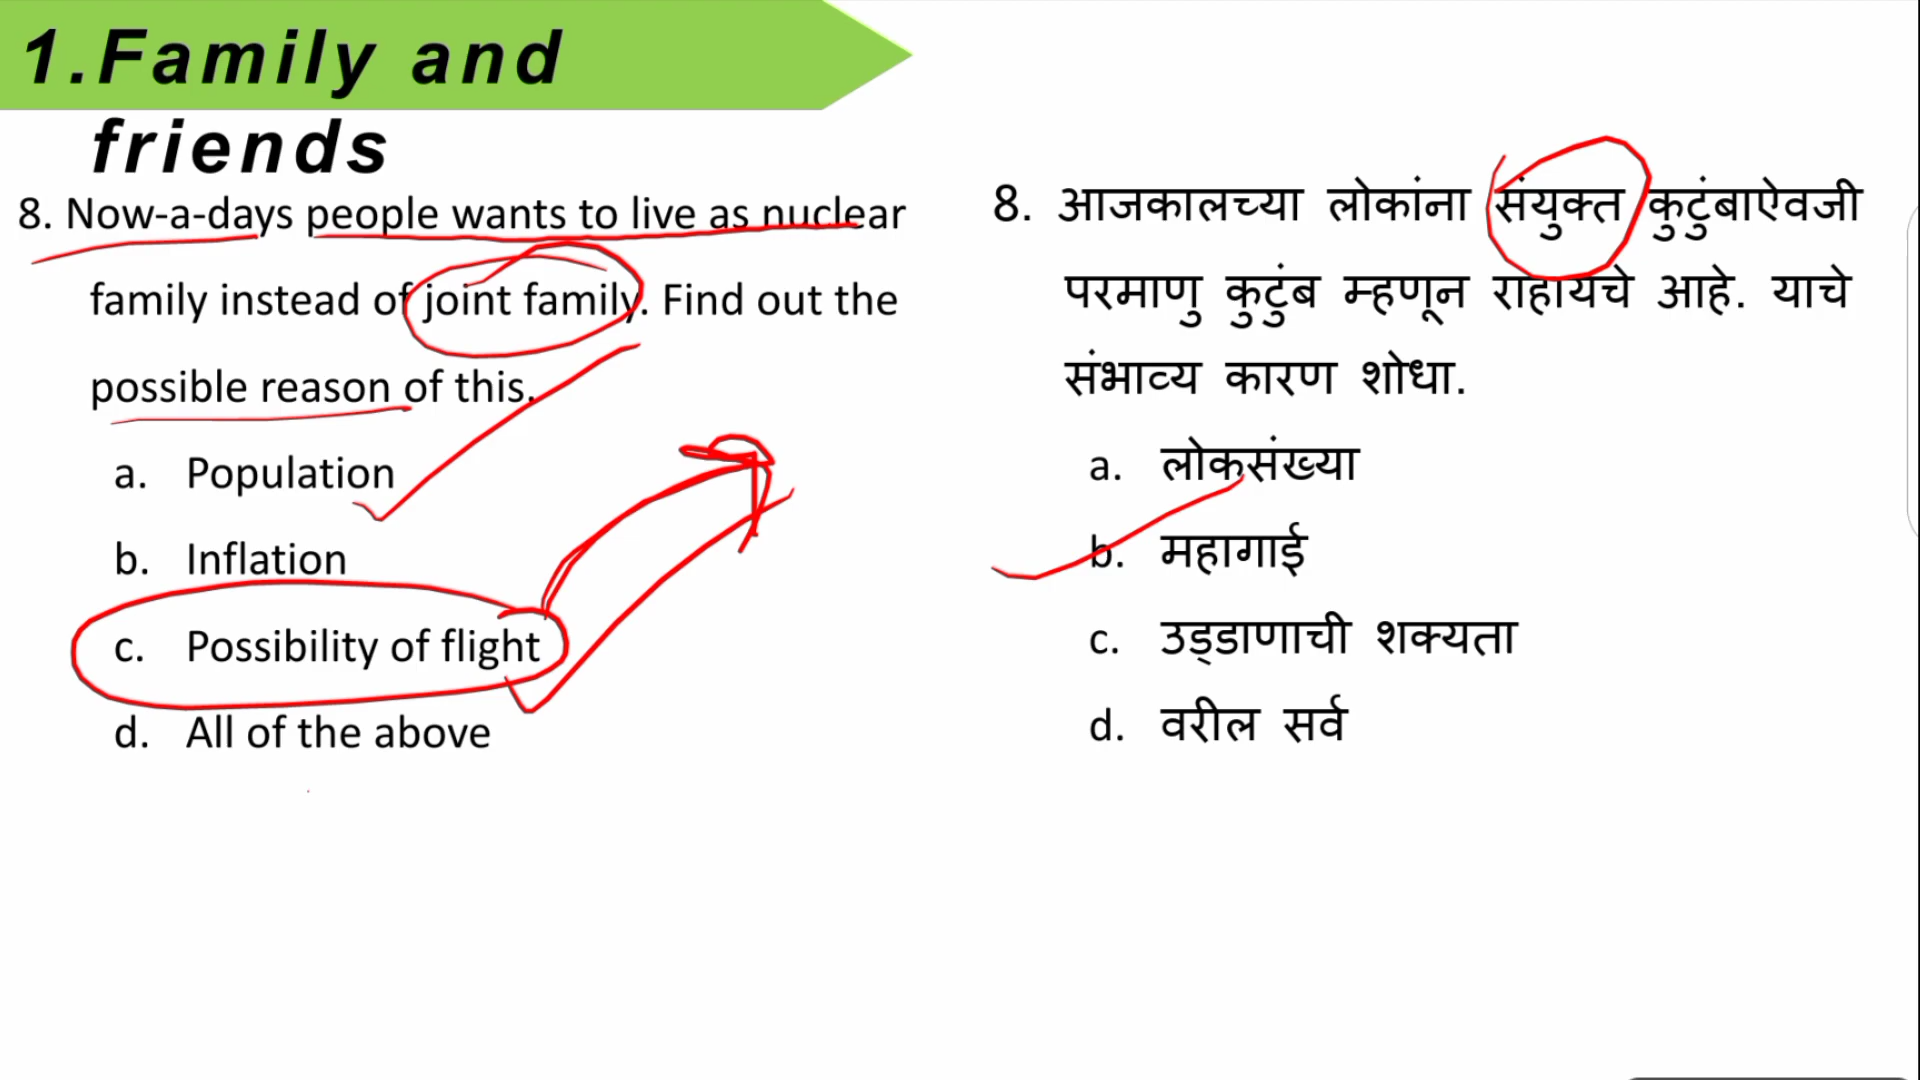 1.Family and
friends
8. Now-a-days people wants to live as nuclear
family instead of joint family. Find out the
possible reason of this.
a. Population
b. Inflation
c. Possibility of flight
d. All of the above
8. आजकालच्या लोकांना संयुक्त कुटुंबाऐवजी
परमाणु कुटुंब म्हणून राहायचे आहे. याचे
संभाव्य कारण शोधा.
a. लोकसंख्या
b. महागाई
c. उड्डाणाची शक्यता
d. वरील सर्व